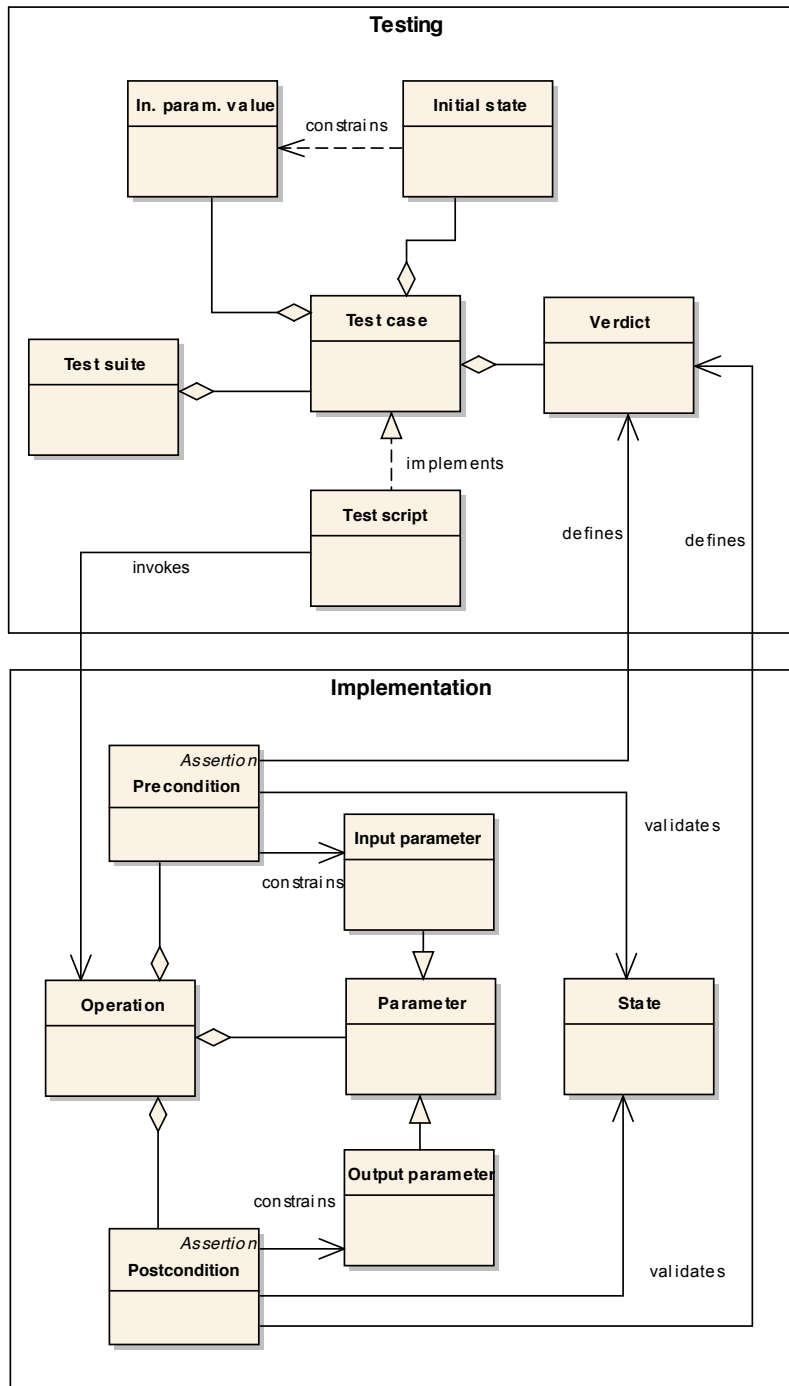 Testing
In. param. value
Initial state
constrains
Test case
Verdict
Test suite
implements
Test script
defines
defines
invokes
Implementation
Assertion
Precondition
Input parameter
validates
constrains
Operation
Parameter
State
Output parameter
constrains
Assertion
Postcondition
validates